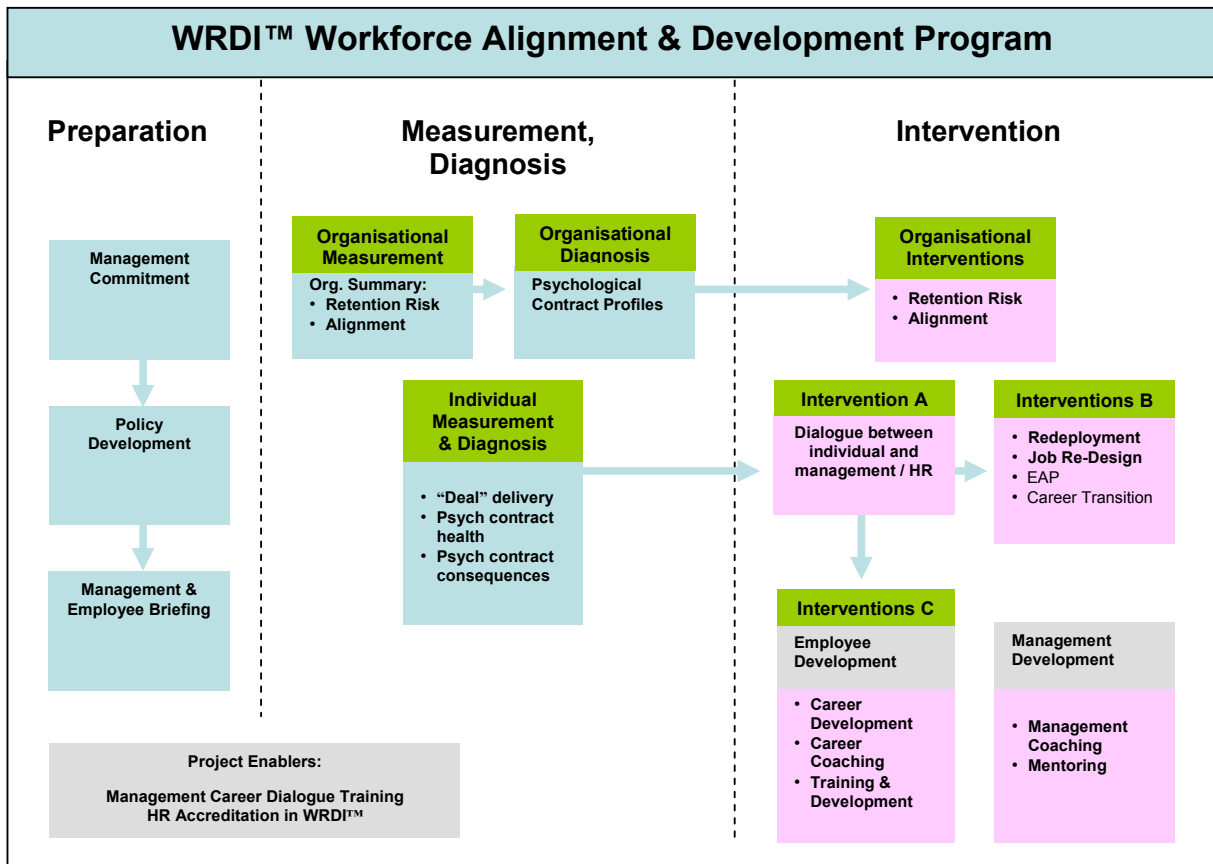 WRDI™ Workforce Alignment & Development Program
Preparation
Management
Commitment
Policy
Development
Management &
Employee Briefing
Measurement,
Diagnosis
Organisational
Measurement
Org. Summary:
• Retention Risk
• Alignment
Organisational
Diagnosis
Psychological
Contract Profiles
Individual
Measurement
& Diagnosis
• “Deal” delivery
• Psych contract
health
• Psych contract
consequences
Intervention
Organisational
Interventions
• Retention Risk
• Alignment
Intervention A
Dialogue between
individual and
management / HR
Interventions B
• Redeployment
• Job Re-Design
• EAP
• Career Transition
Interventions C
Employee
Development
• Career
Development
• Career
Coaching
• Training &
Development
Management
Development
• Management
Coaching
• Mentoring
Project Enablers:
Management Career Dialogue Training
HR Accreditation in WRDI™